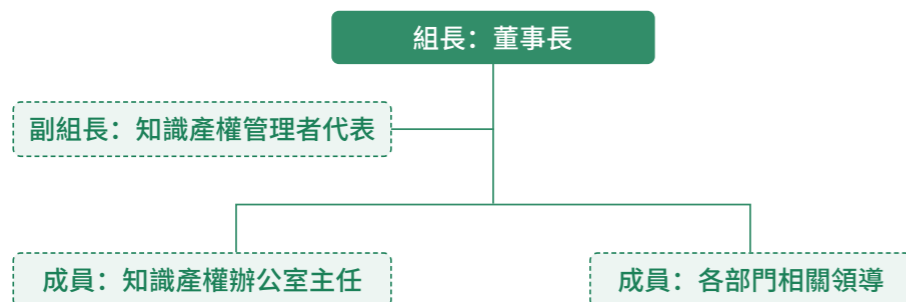 組長：董事長
副組長：知識產權管理者代表
成員：知識產權辦公室主任
成員：各部門相關領導